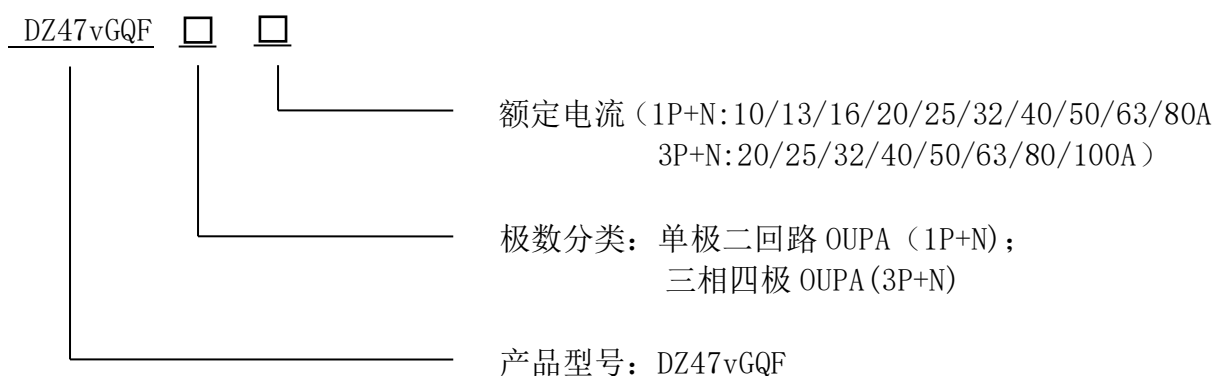 DZ47vGQF □ □
额定电流（1P+N:10/13/16/20/25/32/40/50/63/80A
3P+N:20/25/32/40/50/63/80/100A）
极数分类：单极二回路 OUPA（1P+N)；
三相四极 OUPA(3P+N)
产品型号：DZ47vGQF